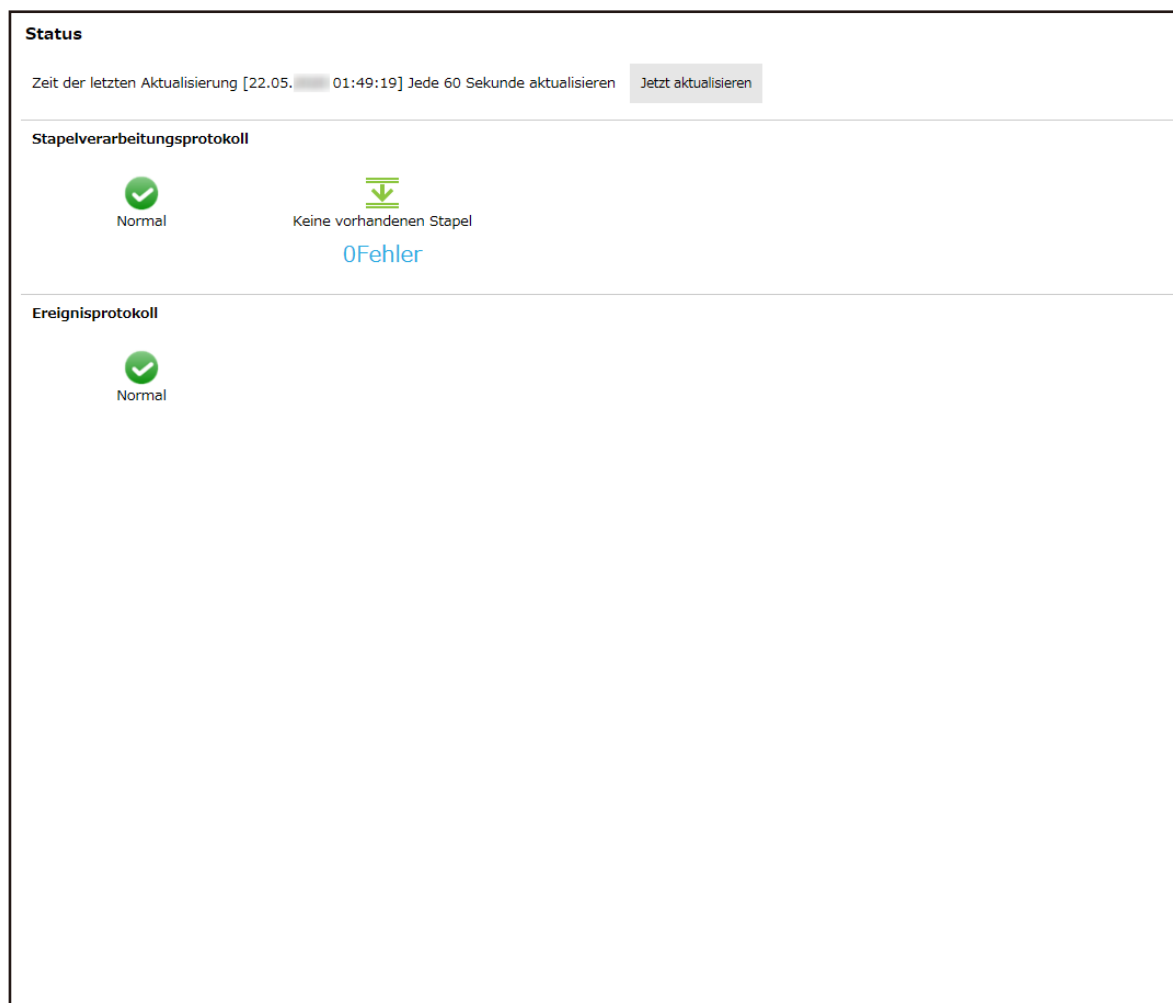 Status
Zeit der letzten Aktualisierung [22.05. 01:49:19] Jede 60 Sekunde aktualisieren Jetzt aktualisieren
Stapelverarbeitungsprotokoll
Normal Keine vorhandenen Stapel
0Fehler
Ereignisprotokoll
Normal